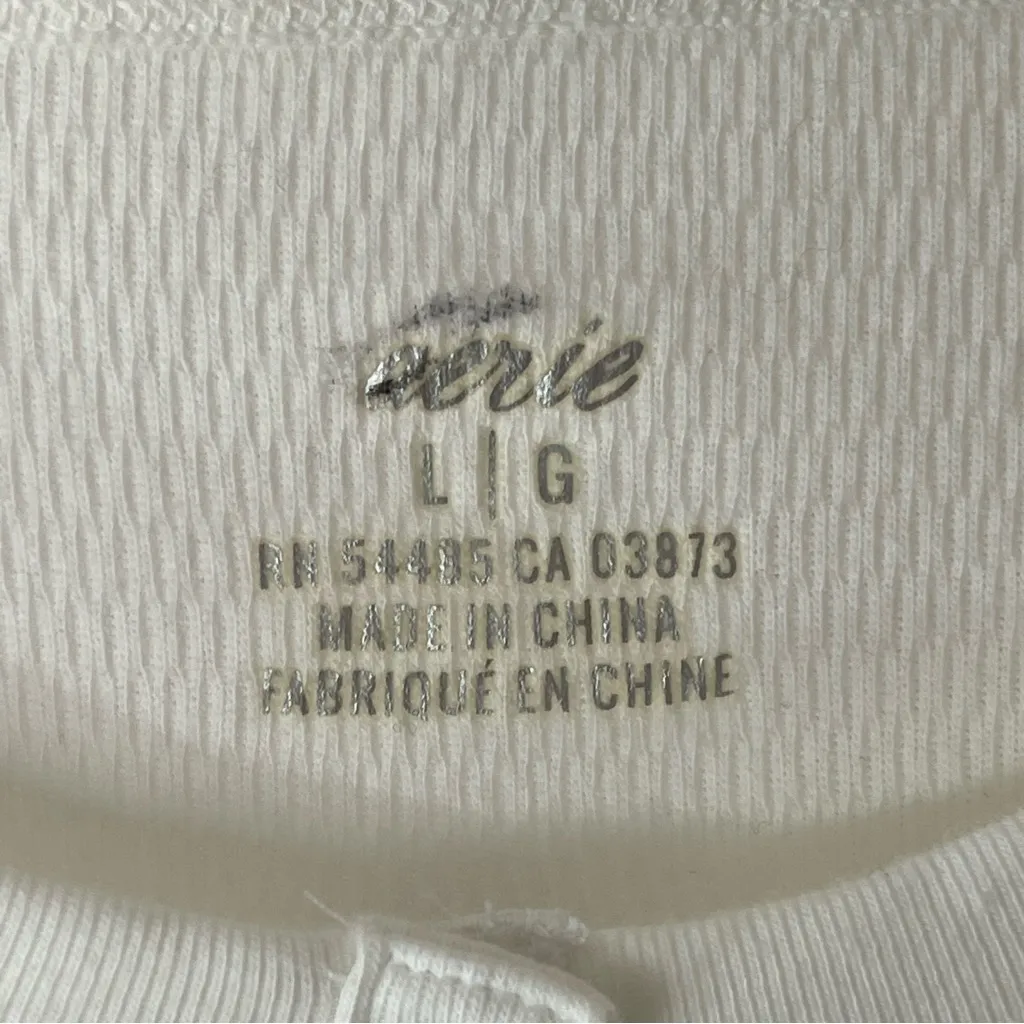 aerie
L | G
RN 54485 CA 03873
MADE IN CHINA
FABRIQUÉ EN CHINE